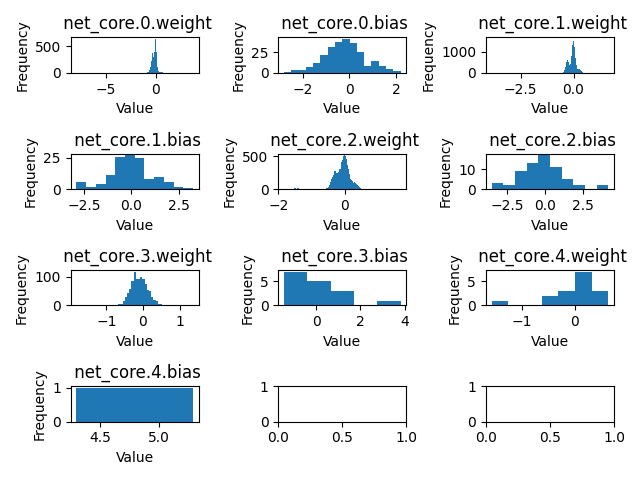 net_core.0.weight
net_core.0.bias
net_core.1.weight
Frequency
500
0
−5
0
Value
Frequency
25
0
−2
0
2
Value
Frequency
1000
0
−2.5
0.0
Value
net_core.1.bias
net_core.2.weight
net_core.2.bias
Frequency
25
0
−2.5
0.0
2.5
Value
Frequency
500
0
−2
0
Value
Frequency
10
0
−2.5
0.0
2.5
Value
net_core.3.weight
net_core.3.bias
net_core.4.weight
Frequency
100
0
−1
0
1
Value
Frequency
5
0
0
2
4
Value
Frequency
5
0
−1
0
Value
net_core.4.bias
Frequency
1
0
4.5
5.0
Value
1
0
0.0
0.5
1.0
1
0
0.0
0.5
1.0